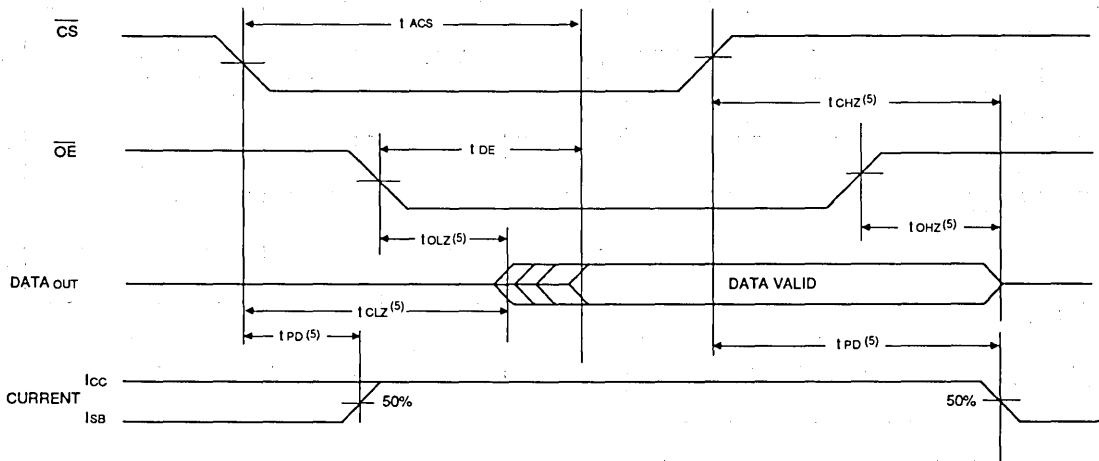 t ACS
CS
t CHZ(5)
OE
t DE
t OLZ(5)
t OHZ(5)
DATA OUT
DATA VALID
t CLZ(5)
t PD(5)
t PD(5)
ICC
CURRENT
50%
50%
ISB